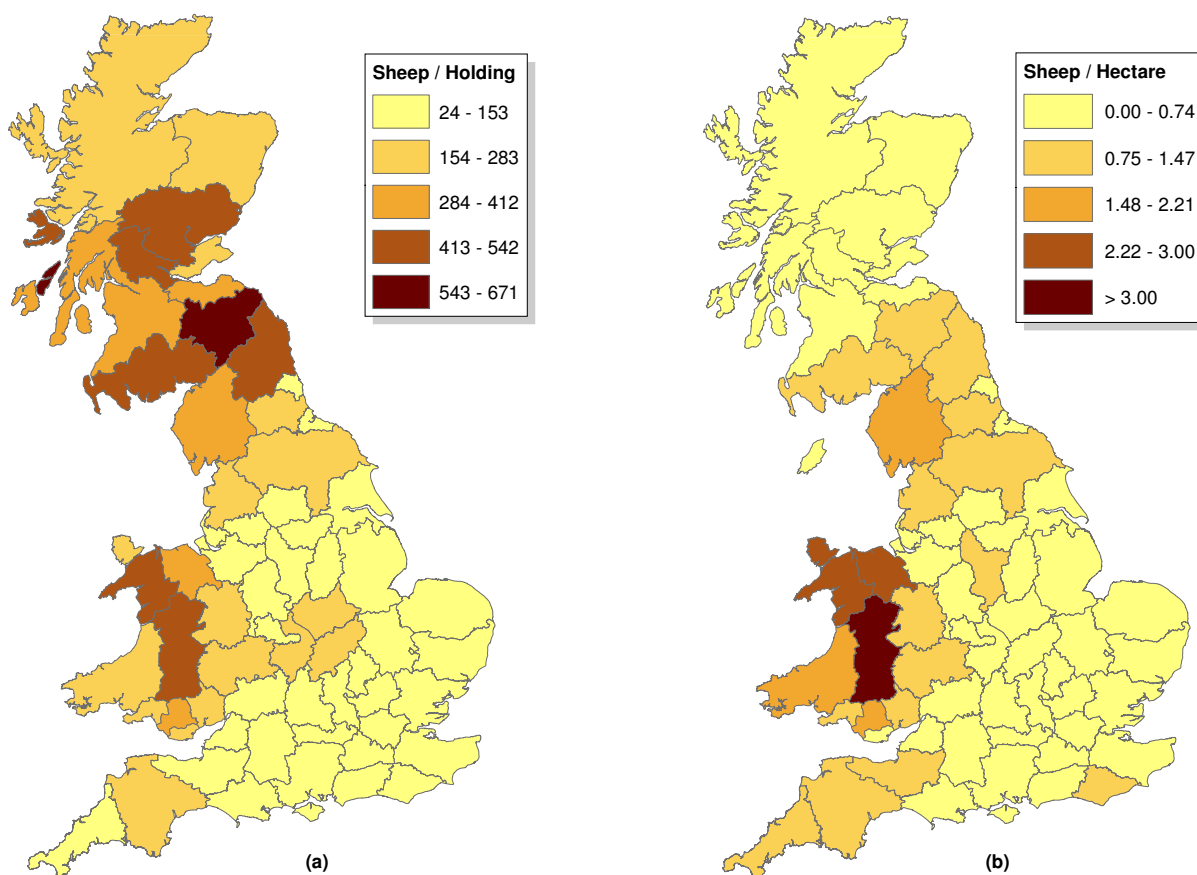 Sheep / Holding
24 - 153
154 - 283
284 - 412
413 - 542
543 - 671
(a)
Sheep / Hectare
0.00 - 0.74
0.75 - 1.47
1.48 - 2.21
2.22 - 3.00
> 3.00
(b)